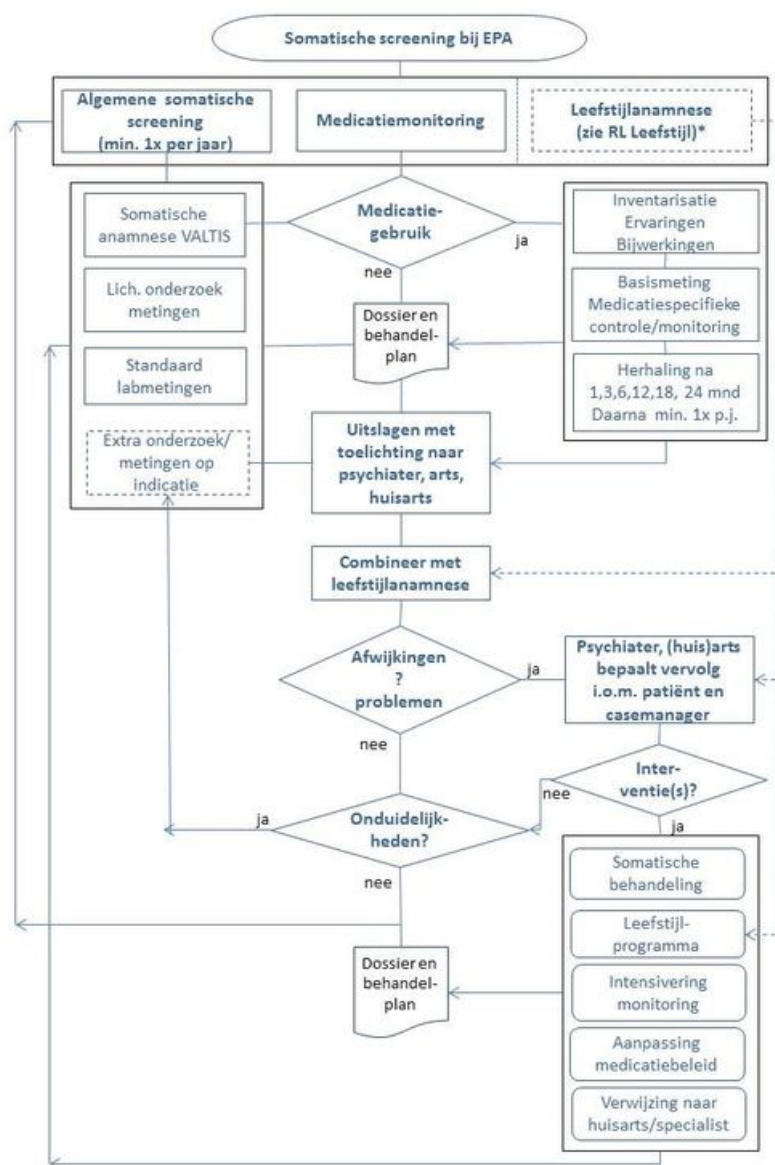 Somatische screening bij EPA
Algemene somatische
screening
(min. 1x per jaar)
Medicatiemonitoring
Leefstijlanamnese
(zie RL Leefstijl)*
Somatische
anamnese VALTIS
Lich. onderzoek
metingen
Standaard
labmetingen
Extra onderzoek/
metingen op
indicatie
Medicatie-
gebruik
ja
nee
Inventarisatie
Ervaringen
Bijwerkingen
Basismeting
Medicatiespecifieke
controle/monitoring
Herhaling na
1,3,6,12,18, 24 mnd
Daarna min. 1x p.j.
Dossier en
behandel-
plan
Uitslagen met
toelichting naar
psychiater, arts,
huisarts
Combineer met
leefstijlanamnese
Afwijkingen
?
problemen
ja
nee
Psychiater, (huis)arts
bepaalt vervolg
i.o.m. patiënt en
casemanager
Inter-
ventie(s)?
nee
ja
Onduidelijk-
heden?
ja
nee
Somatische
behandeling
Leefstijl-
programma
Intensivering
monitoring
Aanpassing
medicatiebeleid
Verwijzing naar
huisarts/specialist
Dossier en
behandel-
plan